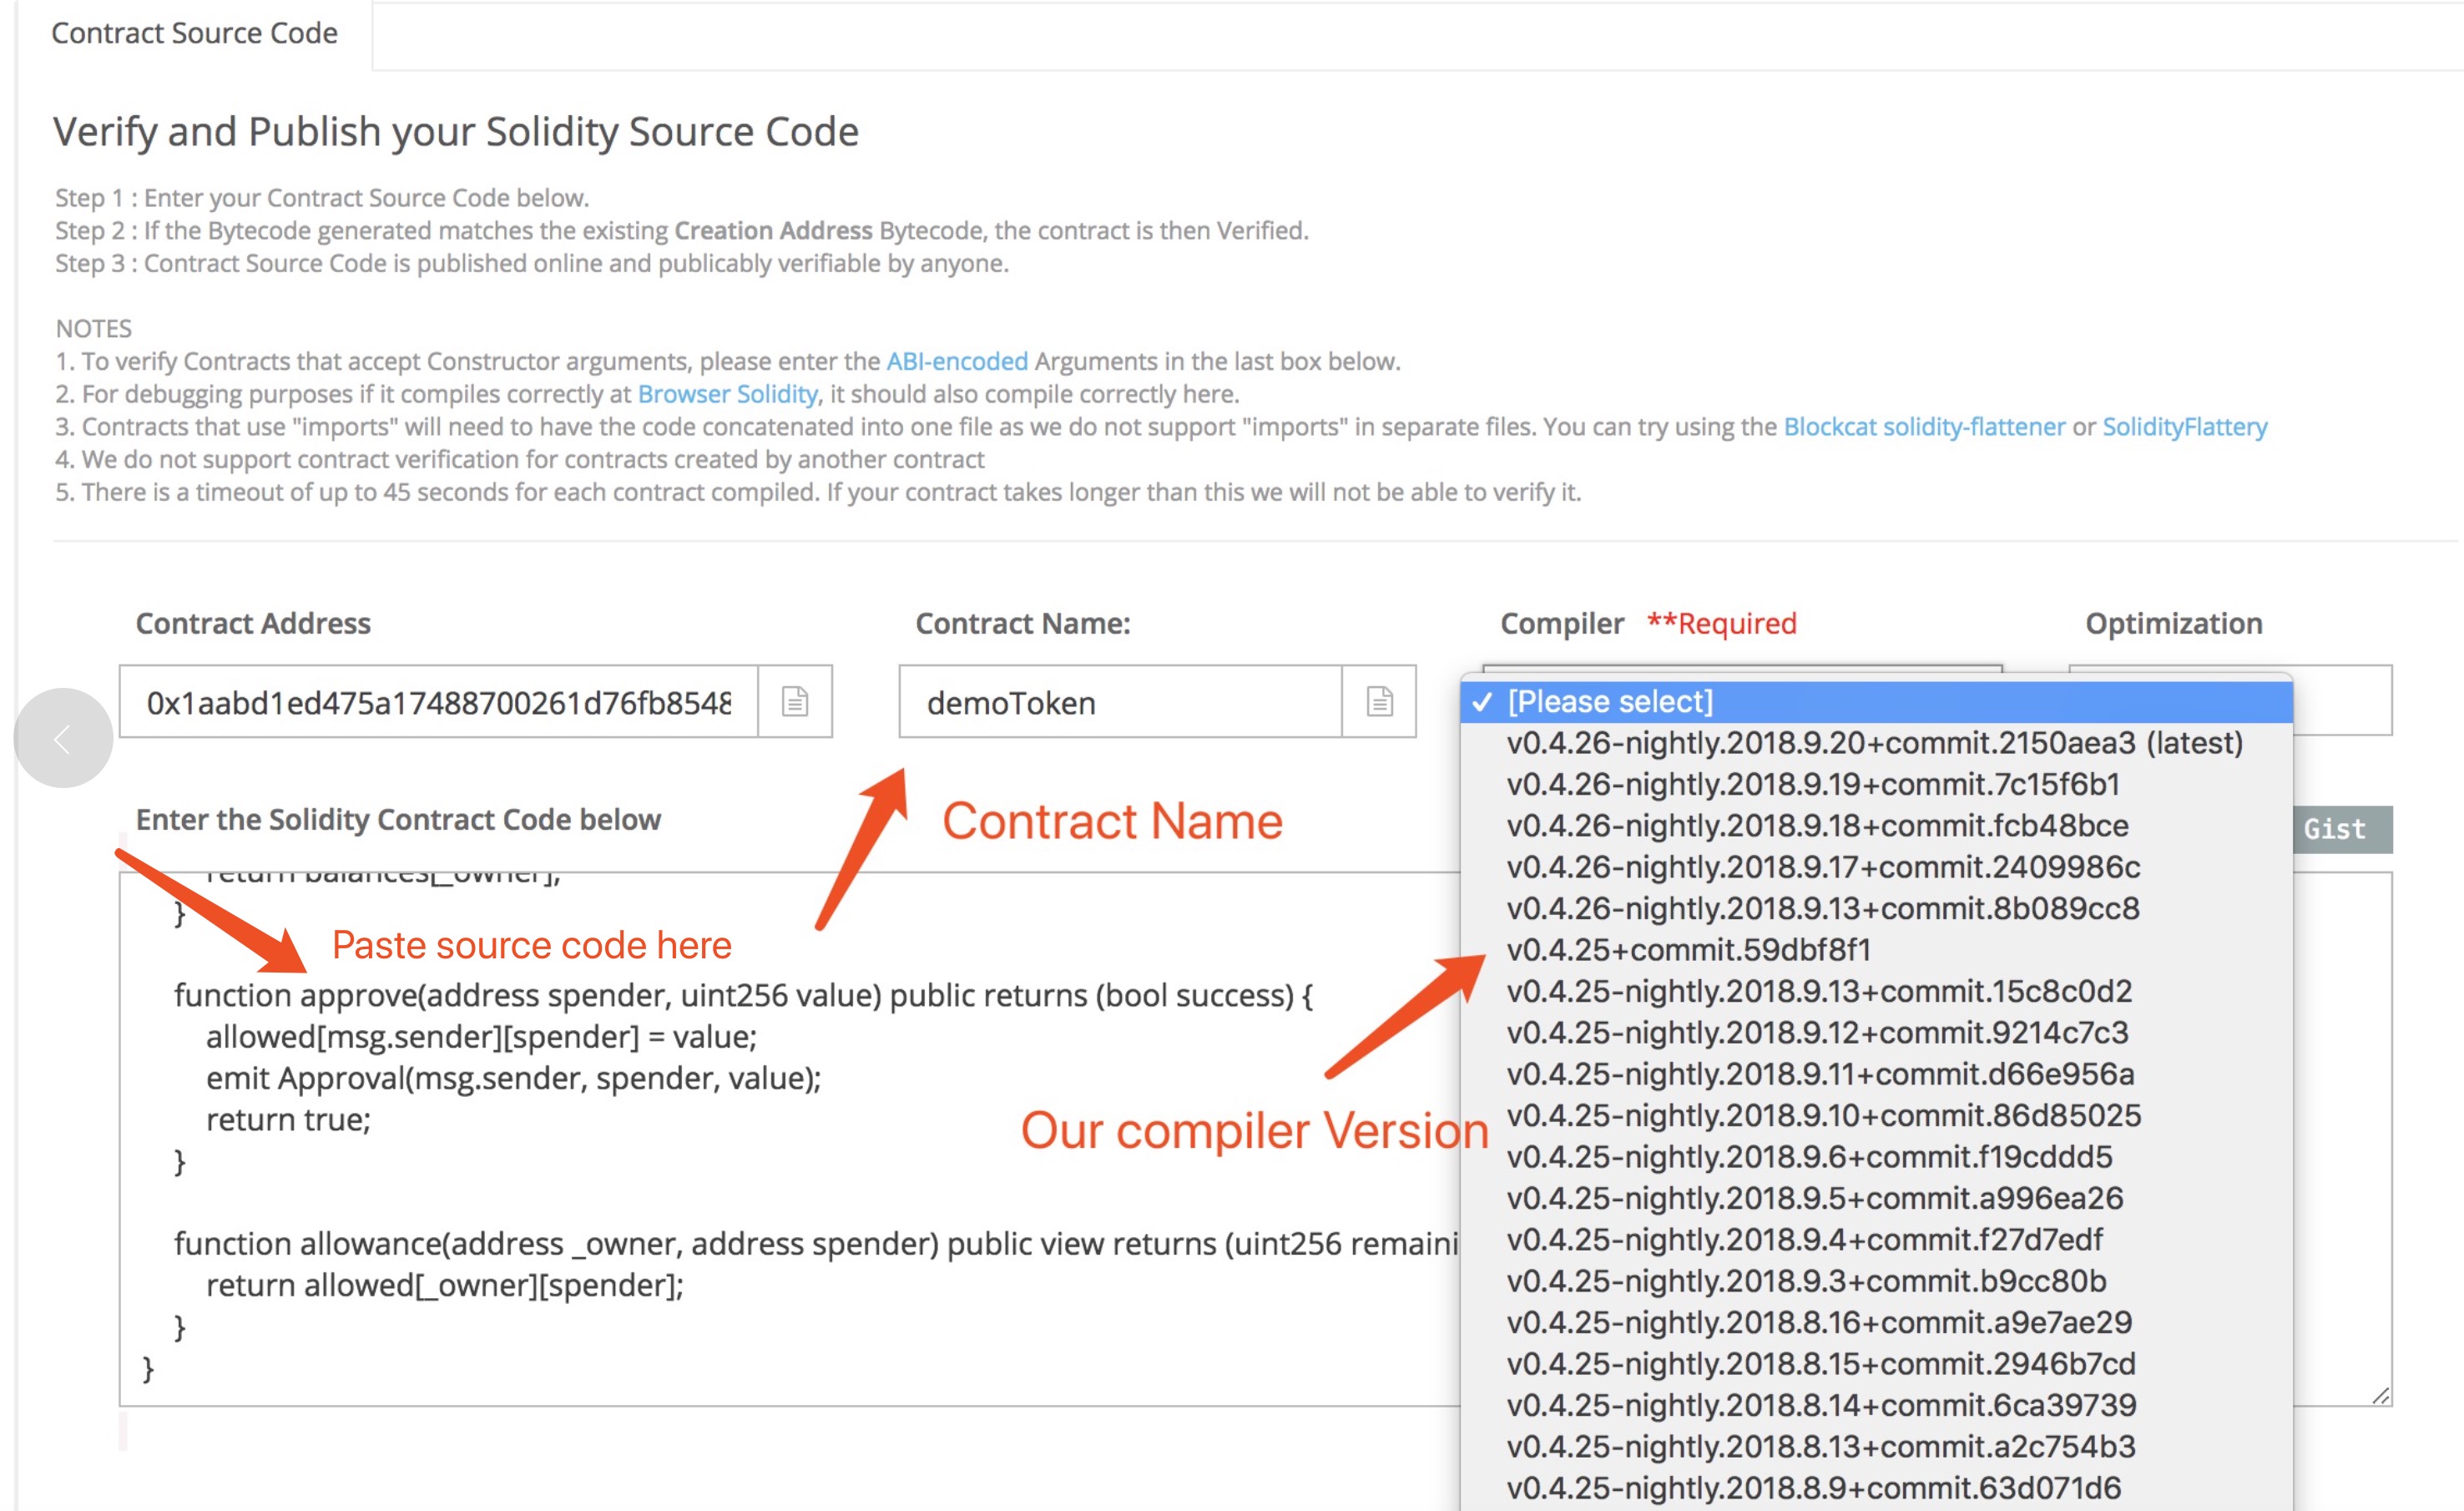 Contract Source Code
Verify and Publish your Solidity Source Code
Step 1 : Enter your Contract Source Code below.
Step 2 : If the Bytecode generated matches the existing Creation Address Bytecode, the contract is then Verified.
Step 3 : Contract Source Code is published online and publicably verifiable by anyone.
NOTES
1. To verify Contracts that accept Constructor arguments, please enter the ABI-encoded Arguments in the last box below.
2. For debugging purposes if it compiles correctly at Browser Solidity, it should also compile correctly here.
3. Contracts that use "imports" will need to have the code concatenated into one file as we do not support "imports" in separate files. You can try using the Blockcat solidity-flattener or SolidityFlattery
4. We do not support contract verification for contracts created by another contract
5. There is a timeout of up to 45 seconds for each contract compiled. If your contract takes longer than this we will not be able to verify it.
Contract Address
Contract Name:
Compiler **Required
Optimization
0x1aabd1ed475a17488700261d76fb8548
demoToken
Contract Name
Enter the Solidity Contract Code below
Gist
return balances[_owner];
}
Paste source code here
function approve(address spender, uint256 value) public returns (bool success) {
allowed[msg.sender][spender] = value;
emit Approval(msg.sender, spender, value);
return true;
}
Our compiler Version
function allowance(address _owner, address spender) public view returns (uint256 remaini
return allowed[_owner][spender];
}
}
✓ [Please select]
v0.4.26-nightly.2018.9.20+commit.2150aea3 (latest)
v0.4.26-nightly.2018.9.19+commit.7c15f6b1
v0.4.26-nightly.2018.9.18+commit.fcb48bce
v0.4.26-nightly.2018.9.17+commit.2409986c
v0.4.26-nightly.2018.9.13+commit.8b089cc8
v0.4.25+commit.59dbf8f1
v0.4.25-nightly.2018.9.13+commit.15c8c0d2
v0.4.25-nightly.2018.9.12+commit.9214c7c3
v0.4.25-nightly.2018.9.11+commit.d66e956a
v0.4.25-nightly.2018.9.10+commit.86d85025
v0.4.25-nightly.2018.9.6+commit.f19cddd5
v0.4.25-nightly.2018.9.5+commit.a996ea26
v0.4.25-nightly.2018.9.4+commit.f27d7edf
v0.4.25-nightly.2018.9.3+commit.b9cc80b
v0.4.25-nightly.2018.8.16+commit.a9e7ae29
v0.4.25-nightly.2018.8.15+commit.2946b7cd
v0.4.25-nightly.2018.8.14+commit.6ca39739
v0.4.25-nightly.2018.8.13+commit.a2c754b3
v0.4.25-nightly.2018.8.9+commit.63d071d6